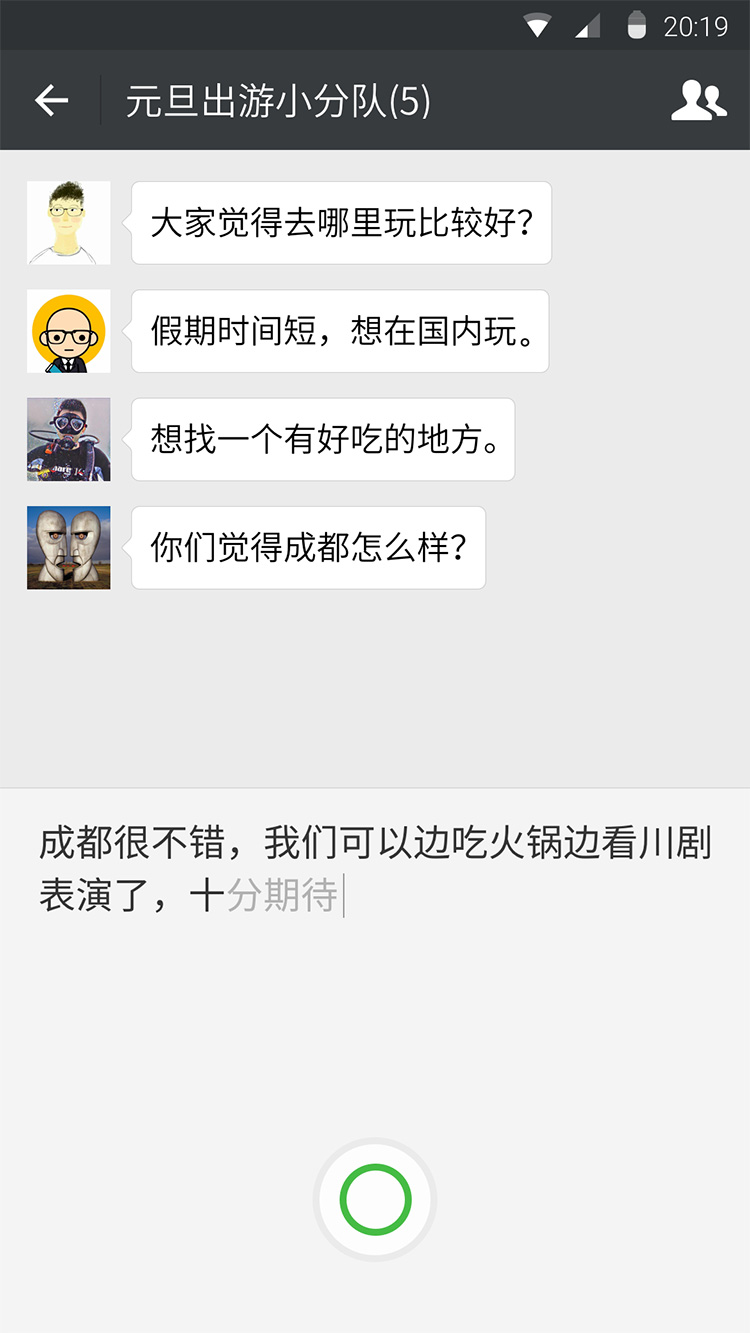 20:19
元旦出游小分队(5)
大家觉得去哪里玩比较好？
假期时间短，想在国内玩。
想找一个有好吃的地方。
你们觉得成都怎么样？
成都很不错，我们可以边吃火锅边看川剧
表演了，十分期待